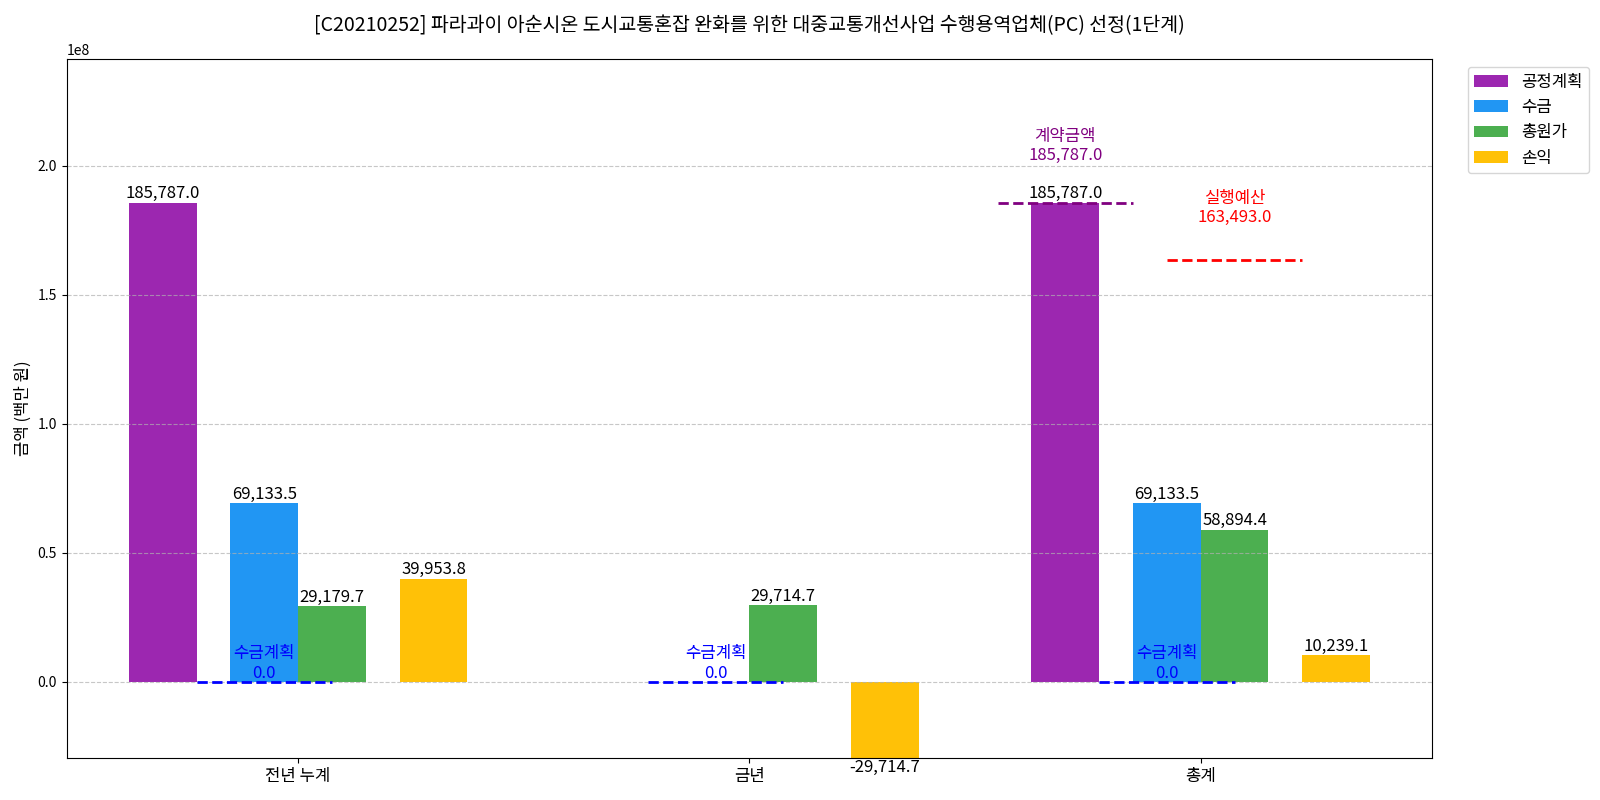 [C20210252] 파라과이 아순시온 도시교통혼잡 완화를 위한 대중교통개선사업 수행용역업체(PC) 선정(1단계)
1e8
공정계획
수금
총원가
손익
금액 (백만 원)
2.0
1.5
1.0
0.5
0.0
185,787.0
69,133.5
29,179.7
39,953.8
수금계획
0.0
29,714.7
-29,714.7
수금계획
0.0
계약금액
185,787.0
185,787.0
실행예산
163,493.0
69,133.5
58,894.4
10,239.1
수금계획
0.0
전년 누계
금년
총계